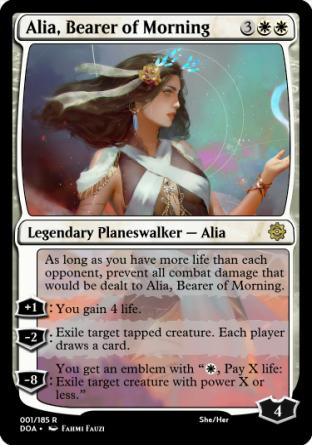 Alia, Bearer of Morning 3
Legendary Planeswalker — Alia
As long as you have more life than each
opponent, prevent all combat damage that
would be dealt to Alia, Bearer of Morning.
+1: You gain 4 life.
-2: Exile target tapped creature. Each player
draws a card.
You get an emblem with “, Pay X life:
-8: Exile target creature with power X or
less.”
4
001/185 R She/Her
DOA • Fahmi Fauzi